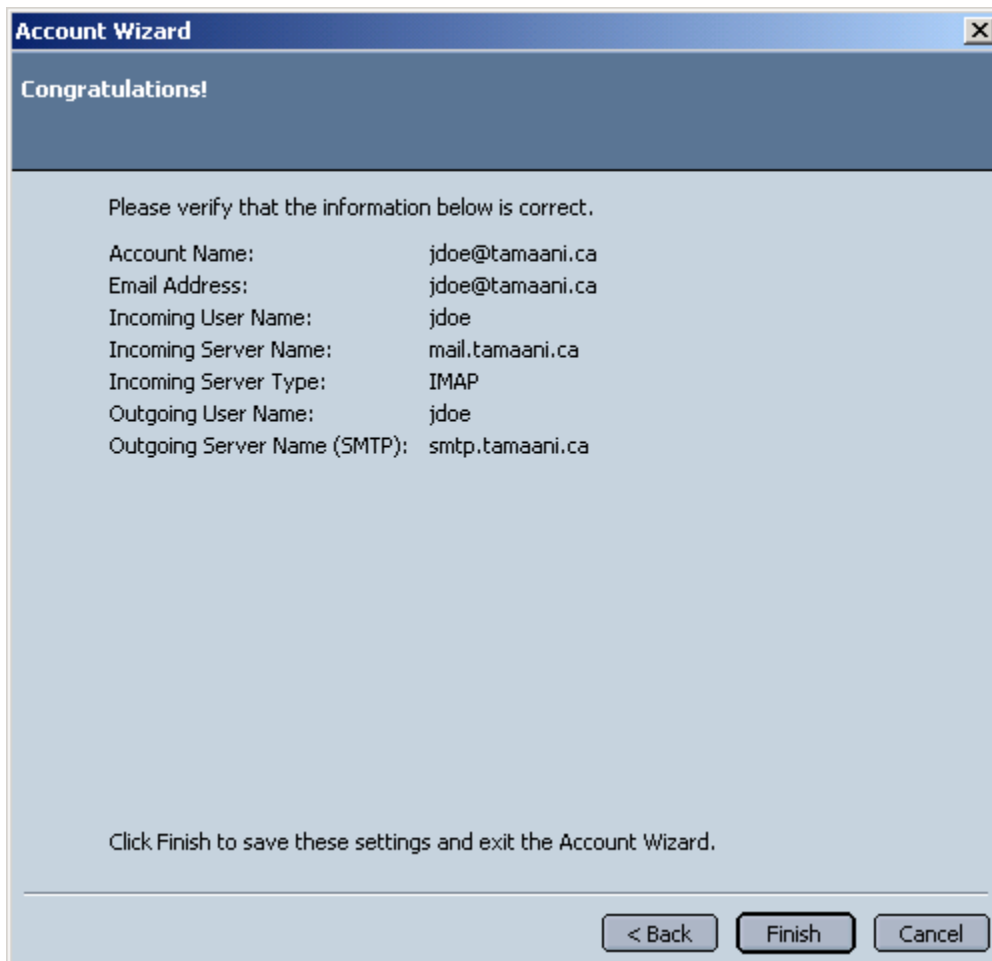 Account Wizard
Congratulations!
Please verify that the information below is correct.
Account Name: jdoe@tamaani.ca
Email Address: jdoe@tamaani.ca
Incoming User Name: jdoe
Incoming Server Name: mail.tamaani.ca
Incoming Server Type: IMAP
Outgoing User Name: jdoe
Outgoing Server Name (SMTP): smtp.tamaani.ca
Click Finish to save these settings and exit the Account Wizard.
< Back Finish Cancel